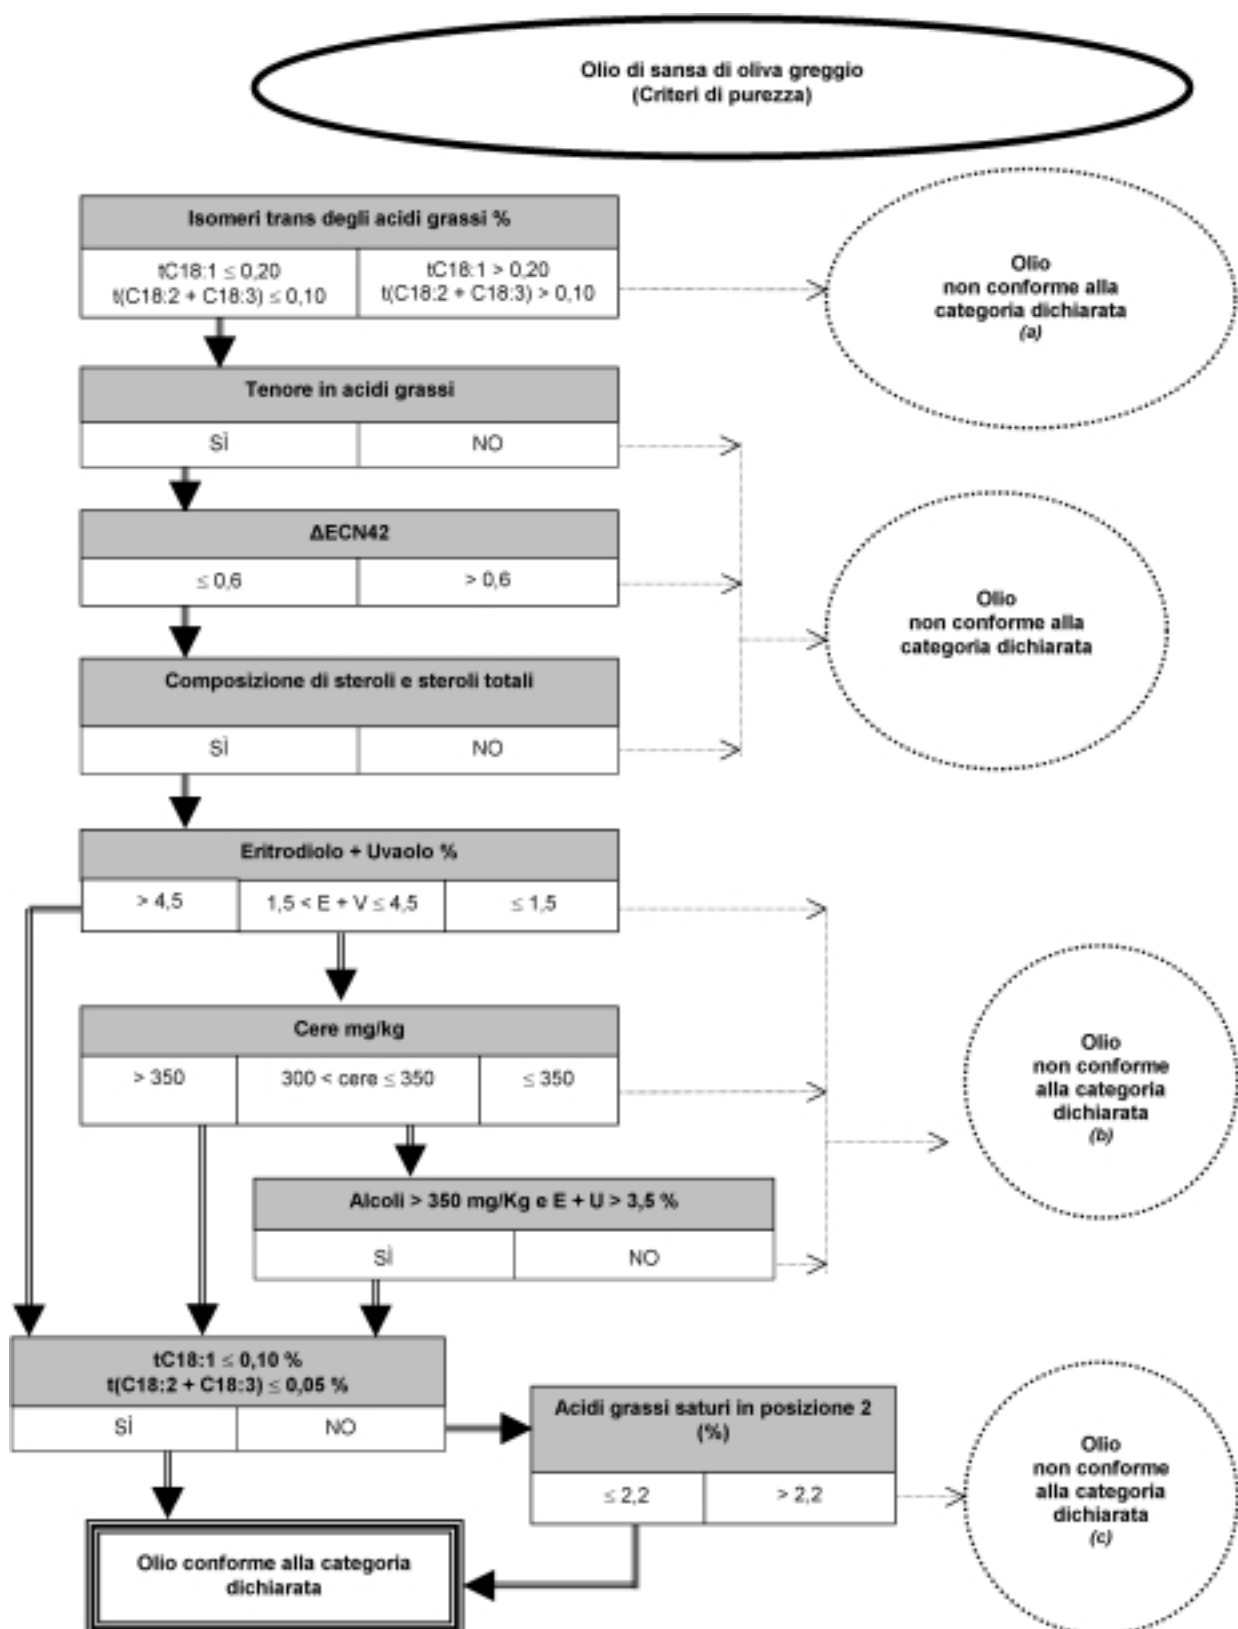 Olio di sansa di oliva greggio
(Criteri di purezza)
Isomeri trans degli acidi grassi %
tC18:1 ≤ 0,20
t(C18:2 + C18:3) ≤ 0,10
tC18:1 > 0,20
t(C18:2 + C18:3) > 0,10
Olio
non conforme alla
categoria dichiarata
(a)
Tenore in acidi grassi
SÌ
NO
ΔECN42
≤ 0,6
> 0,6
Olio
non conforme alla
categoria dichiarata
Composizione di steroli e steroli totali
SÌ
NO
Eritrodiolo + Uvaolo %
> 4,5
1,5 < E + V ≤ 4,5
≤ 1,5
Cere mg/kg
> 350
300 < cere ≤ 350
≤ 350
Olio
non conforme
alla categoria
dichiarata
(b)
Alcoli > 350 mg/Kg e E + U > 3,5 %
SÌ
NO
tC18:1 ≤ 0,10 %
t(C18:2 + C18:3) ≤ 0,05 %
SÌ
NO
Acidi grassi saturi in posizione 2
(%)
≤ 2,2
> 2,2
Olio
non conforme
alla categoria
dichiarata
(c)
Olio conforme alla categoria
dichiarata